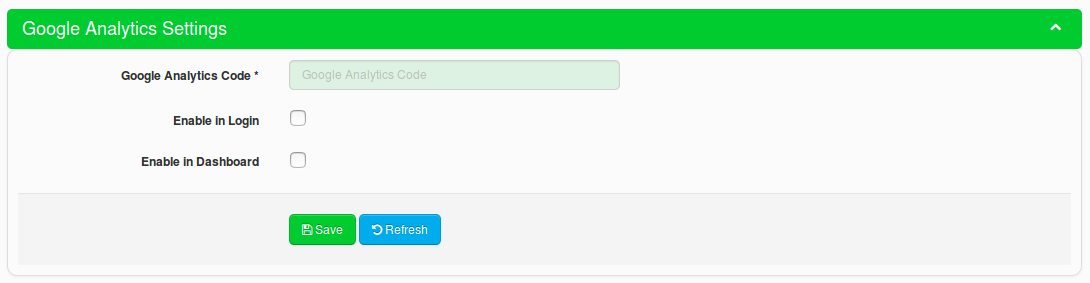 Google Analytics Settings
Google Analytics Code * Google Analytics Code
Enable in Login
Enable in Dashboard
Save Refresh